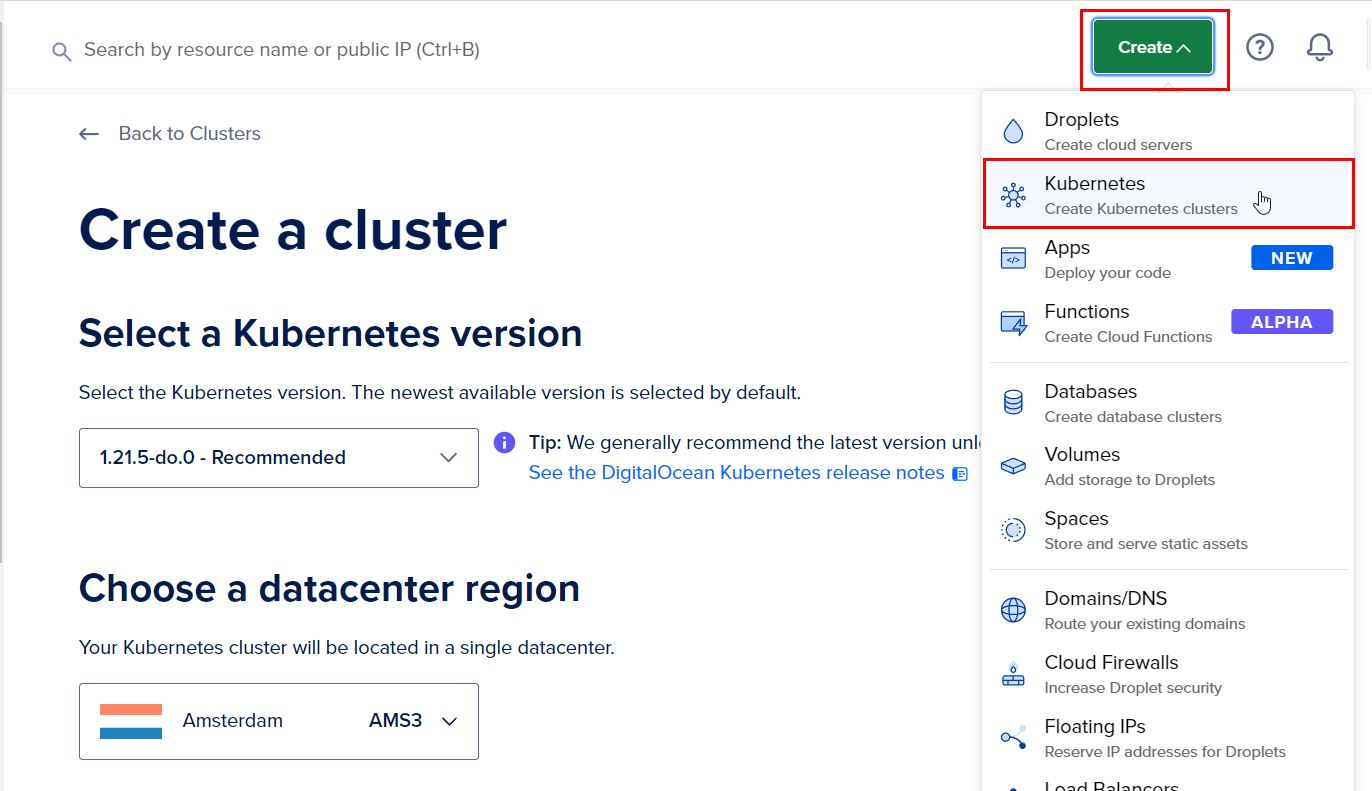 Search by resource name or public IP (Ctrl+B)
Create
Back to Clusters
Create a cluster
Select a Kubernetes version
Select the Kubernetes version. The newest available version is selected by default.
1.21.5-do.0 - Recommended
Tip: We generally recommend the latest version
See the DigitalOcean Kubernetes release notes
Choose a datacenter region
Your Kubernetes cluster will be located in a single datacenter.
Amsterdam AMS3
Droplets
Create cloud servers
Kubernetes
Create Kubernetes clusters
Apps
Deploy your code
NEW
Functions
Create Cloud Functions
ALPHA
Databases
Create database clusters
Volumes
Add storage to Droplets
Spaces
Store and serve static assets
Domains/DNS
Route your existing domains
Cloud Firewalls
Increase Droplet security
Floating IPs
Reserve IP addresses for Droplets
Load Balancers